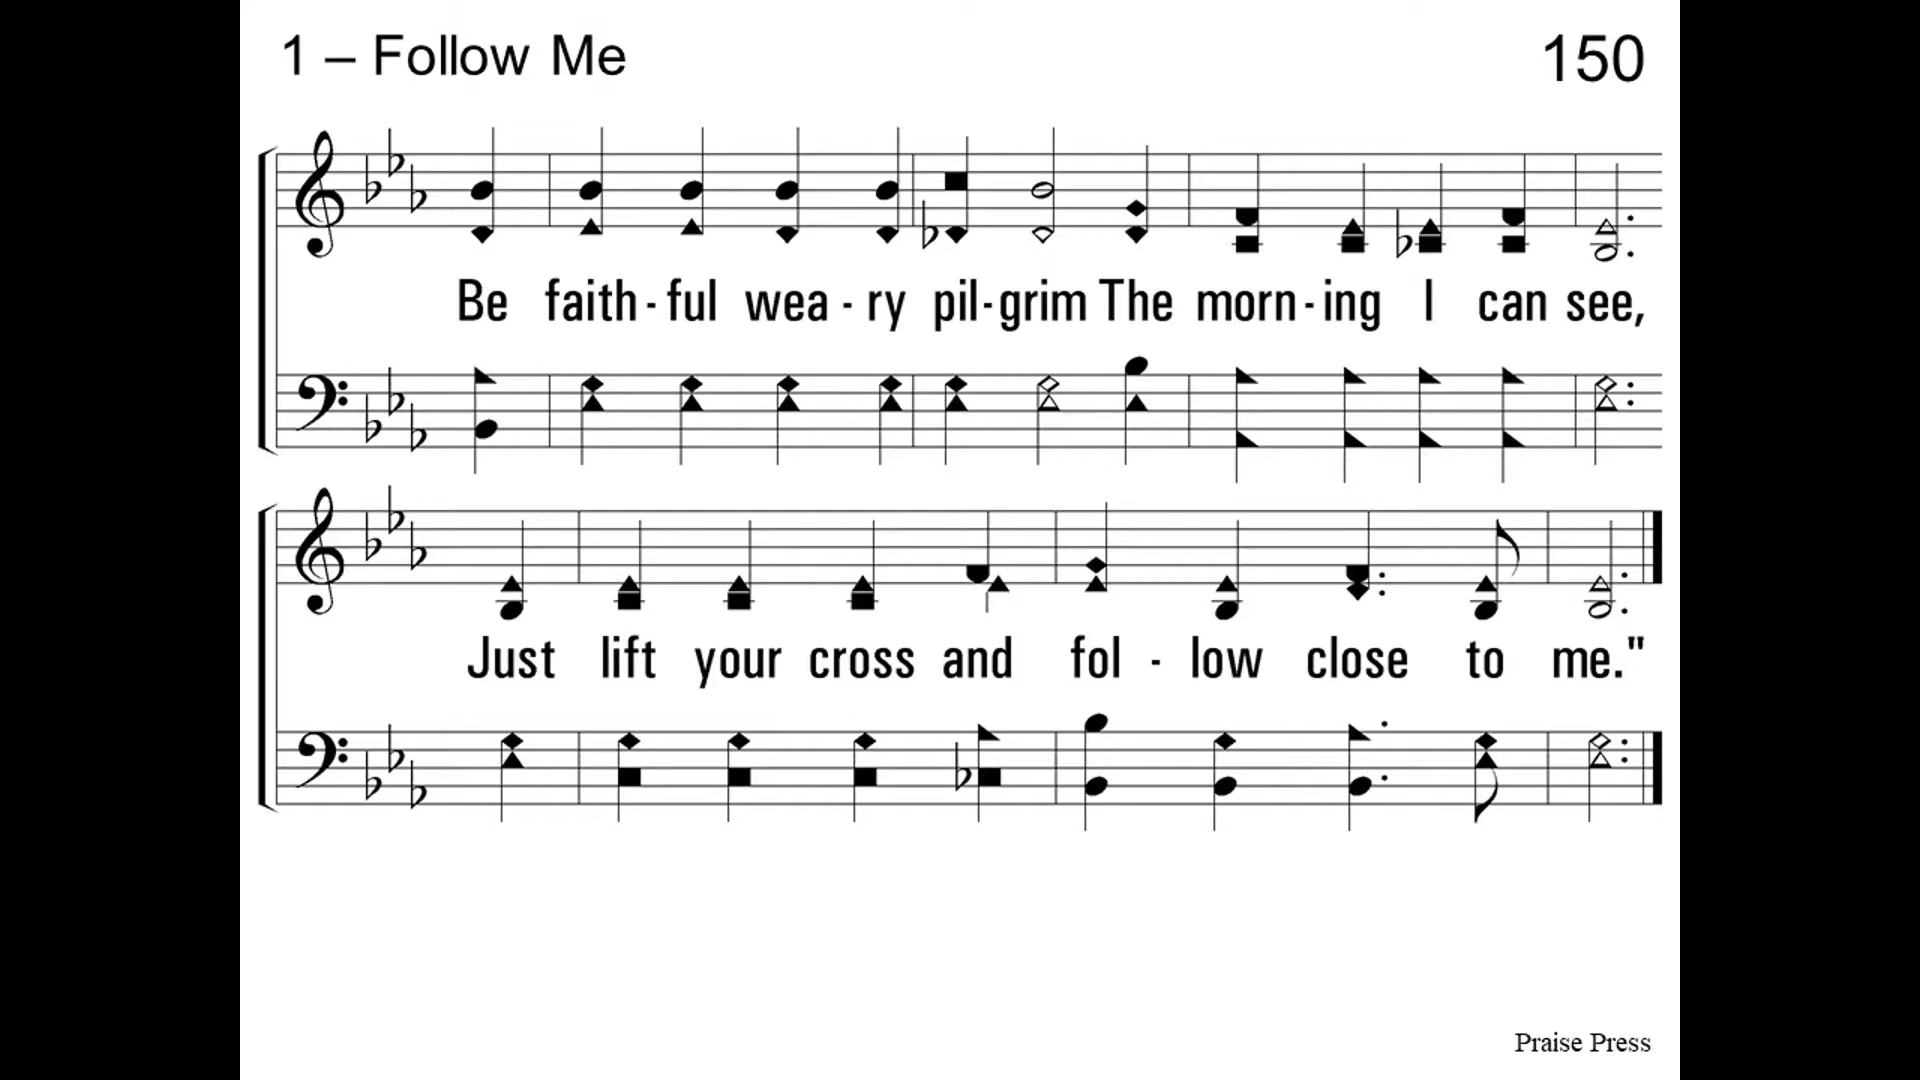 1 – Follow Me
150
Be faith - ful wea - ry pil - grim The morn - ing I can see,
Just lift your cross and fol - low close to me."
Praise Press